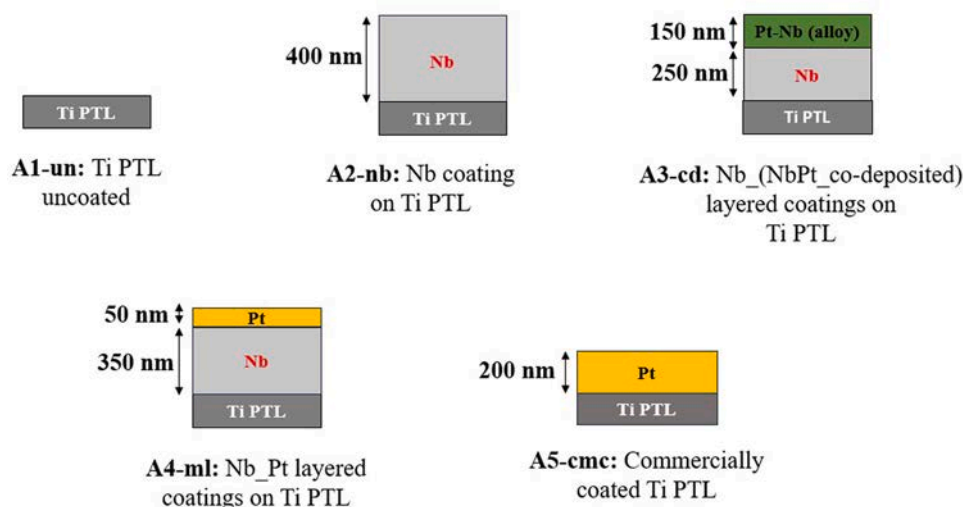 Ti PTL
A1-un: Ti PTL
uncoated
400 nm
Nb
Ti PTL
A2-nb: Nb coating
on Ti PTL
150 nm
Pt-Nb (alloy)
250 nm
Nb
Ti PTL
A3-cd: Nb_(NbPt_co-deposited)
layered coatings on
Ti PTL
50 nm
Pt
350 nm
Nb
Ti PTL
A4-ml: Nb_Pt layered
coatings on Ti PTL
200 nm
Pt
Ti PTL
A5-cmc: Commercially
coated Ti PTL